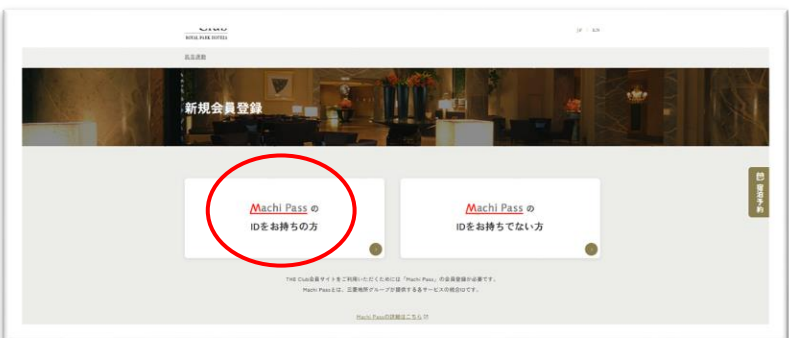 Club
ROYAL PARK HOTELS
JP | EN
新規会員登録
Machi Pass の
IDをお持ちの方
Machi Pass の
IDをお持ちでない方
宿泊予約
THE Club会員サイトをご利用いただくためには「Machi Pass」の会員登録が必要です。
Machi Passとは、三菱地所グループが提供する各サービスの統合IDです。
Machi Passの詳細はこちら